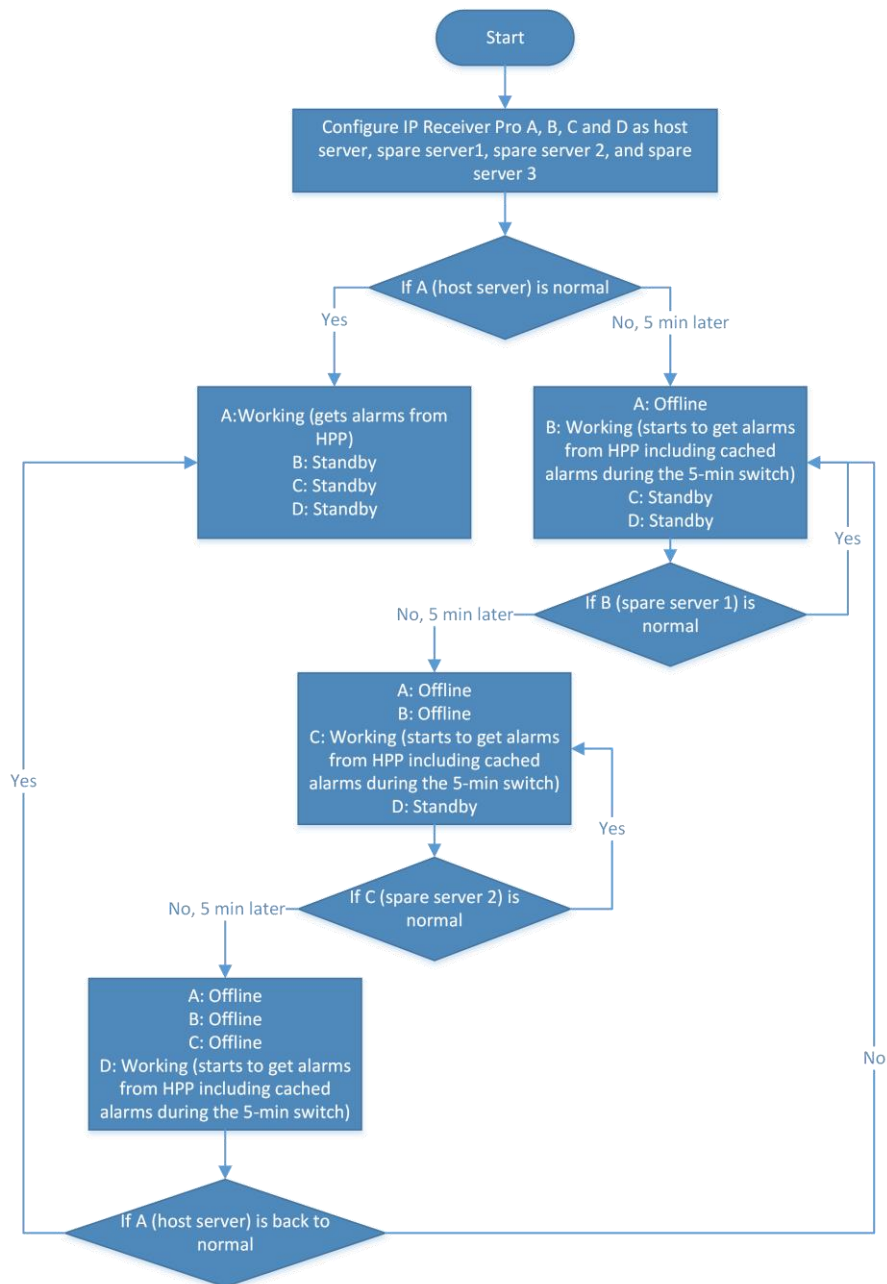 Start
Configure IP Receiver Pro A, B, C and D as host
server, spare server1, spare server 2, and spare
server 3
If A (host server) is normal
Yes
No, 5 min later
A:Working (gets alarms from
HPP)
B: Standby
C: Standby
D: Standby
A: Offline
B: Working (starts to get alarms
from HPP including cached
alarms during the 5-min switch)
C: Standby
D: Standby
Yes
If B (spare server 1) is
normal
No, 5 min later
A: Offline
B: Offline
C: Working (starts to get alarms
from HPP including cached
alarms during the 5-min switch)
D: Standby
Yes
Yes
If C (spare server 2) is
normal
No, 5 min later
A: Offline
B: Offline
C: Offline
D: Working (starts to get alarms
from HPP including cached
alarms during the 5-min switch)
No
If A (host server) is back to
normal